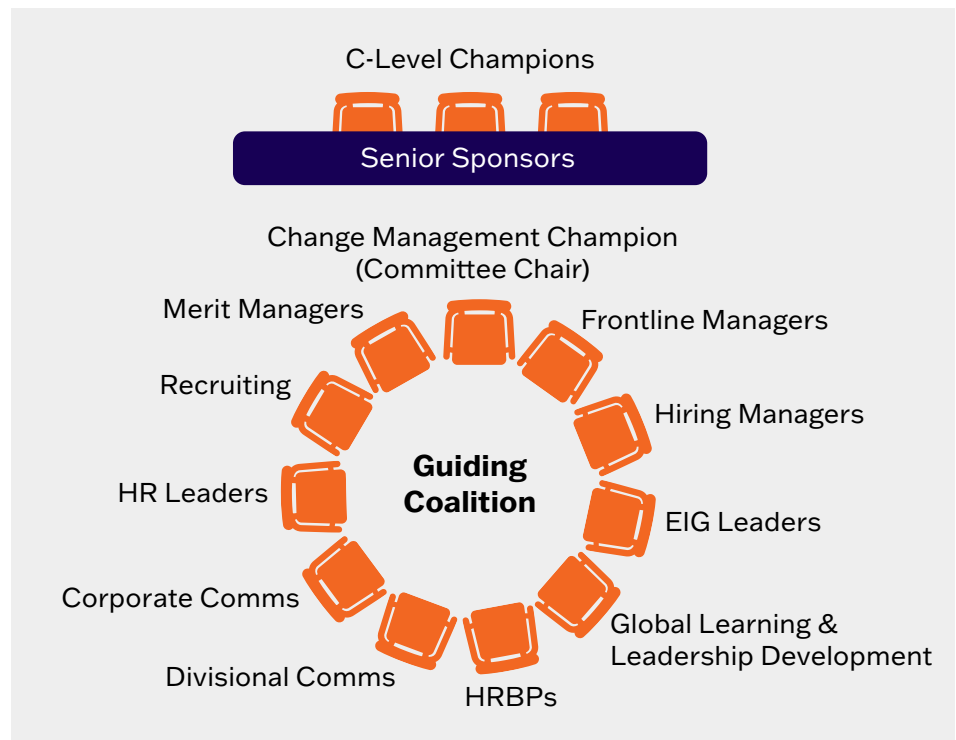 C-Level Champions
Senior Sponsors
Change Management Champion
(Committee Chair)
Merit Managers
Frontline Managers
Recruiting
Hiring Managers
Guiding
Coalition
HR Leaders
EIG Leaders
Corporate Comms
Global Learning &
Leadership Development
Divisional Comms
HRBPs